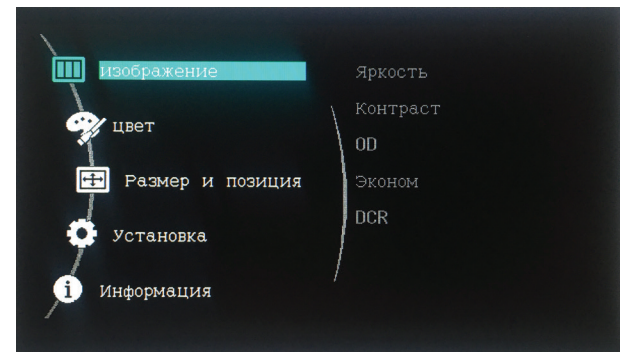 изображение
цвет
Размер и позиция
Установка
Информация
Яркость
Контраст
OD
Эконом
DCR